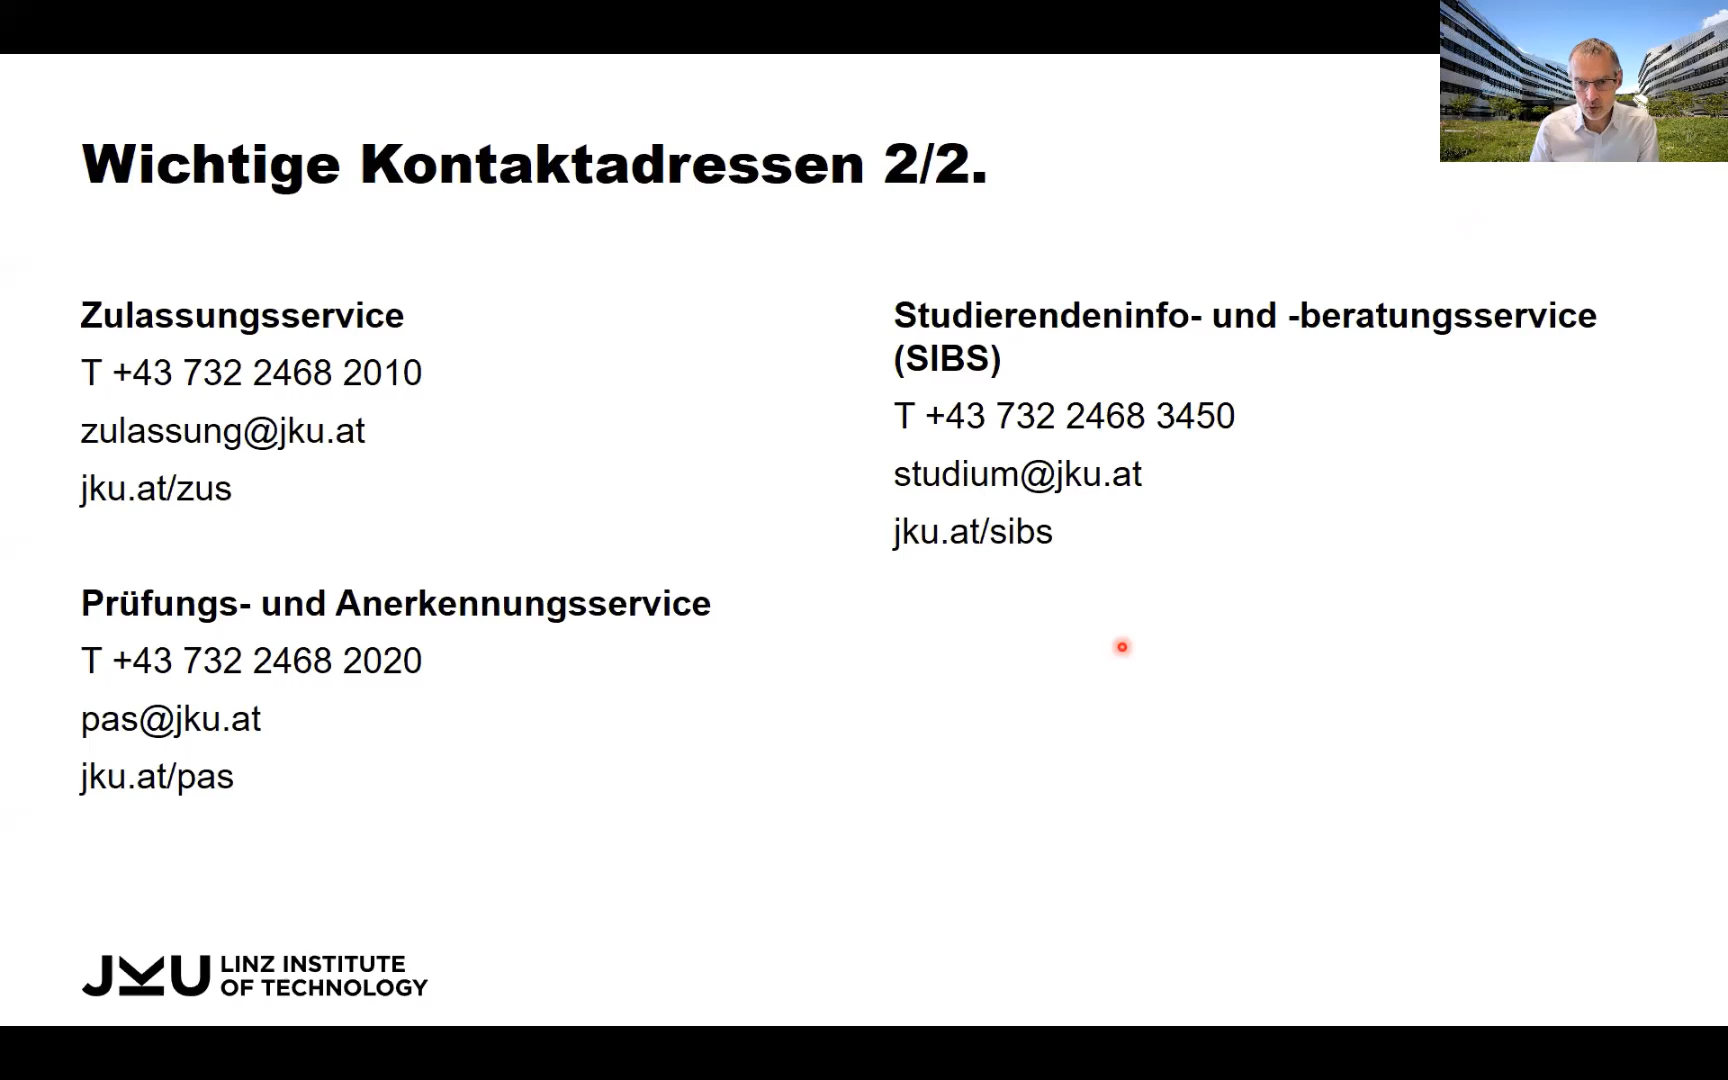 Wichtige Kontaktadressen 2/2.
Zulassungsservice
T +43 732 2468 2010
zulassung@jku.at
jku.at/zus
Prüfungs- und Anerkennungsservice
T +43 732 2468 2020
pas@jku.at
jku.at/pas
Studierendeninfo- und -beratungsservice
(SIBS)
T +43 732 2468 3450
studium@jku.at
jku.at/sibs
JKU LINZ INSTITUTE
OF TECHNOLOGY